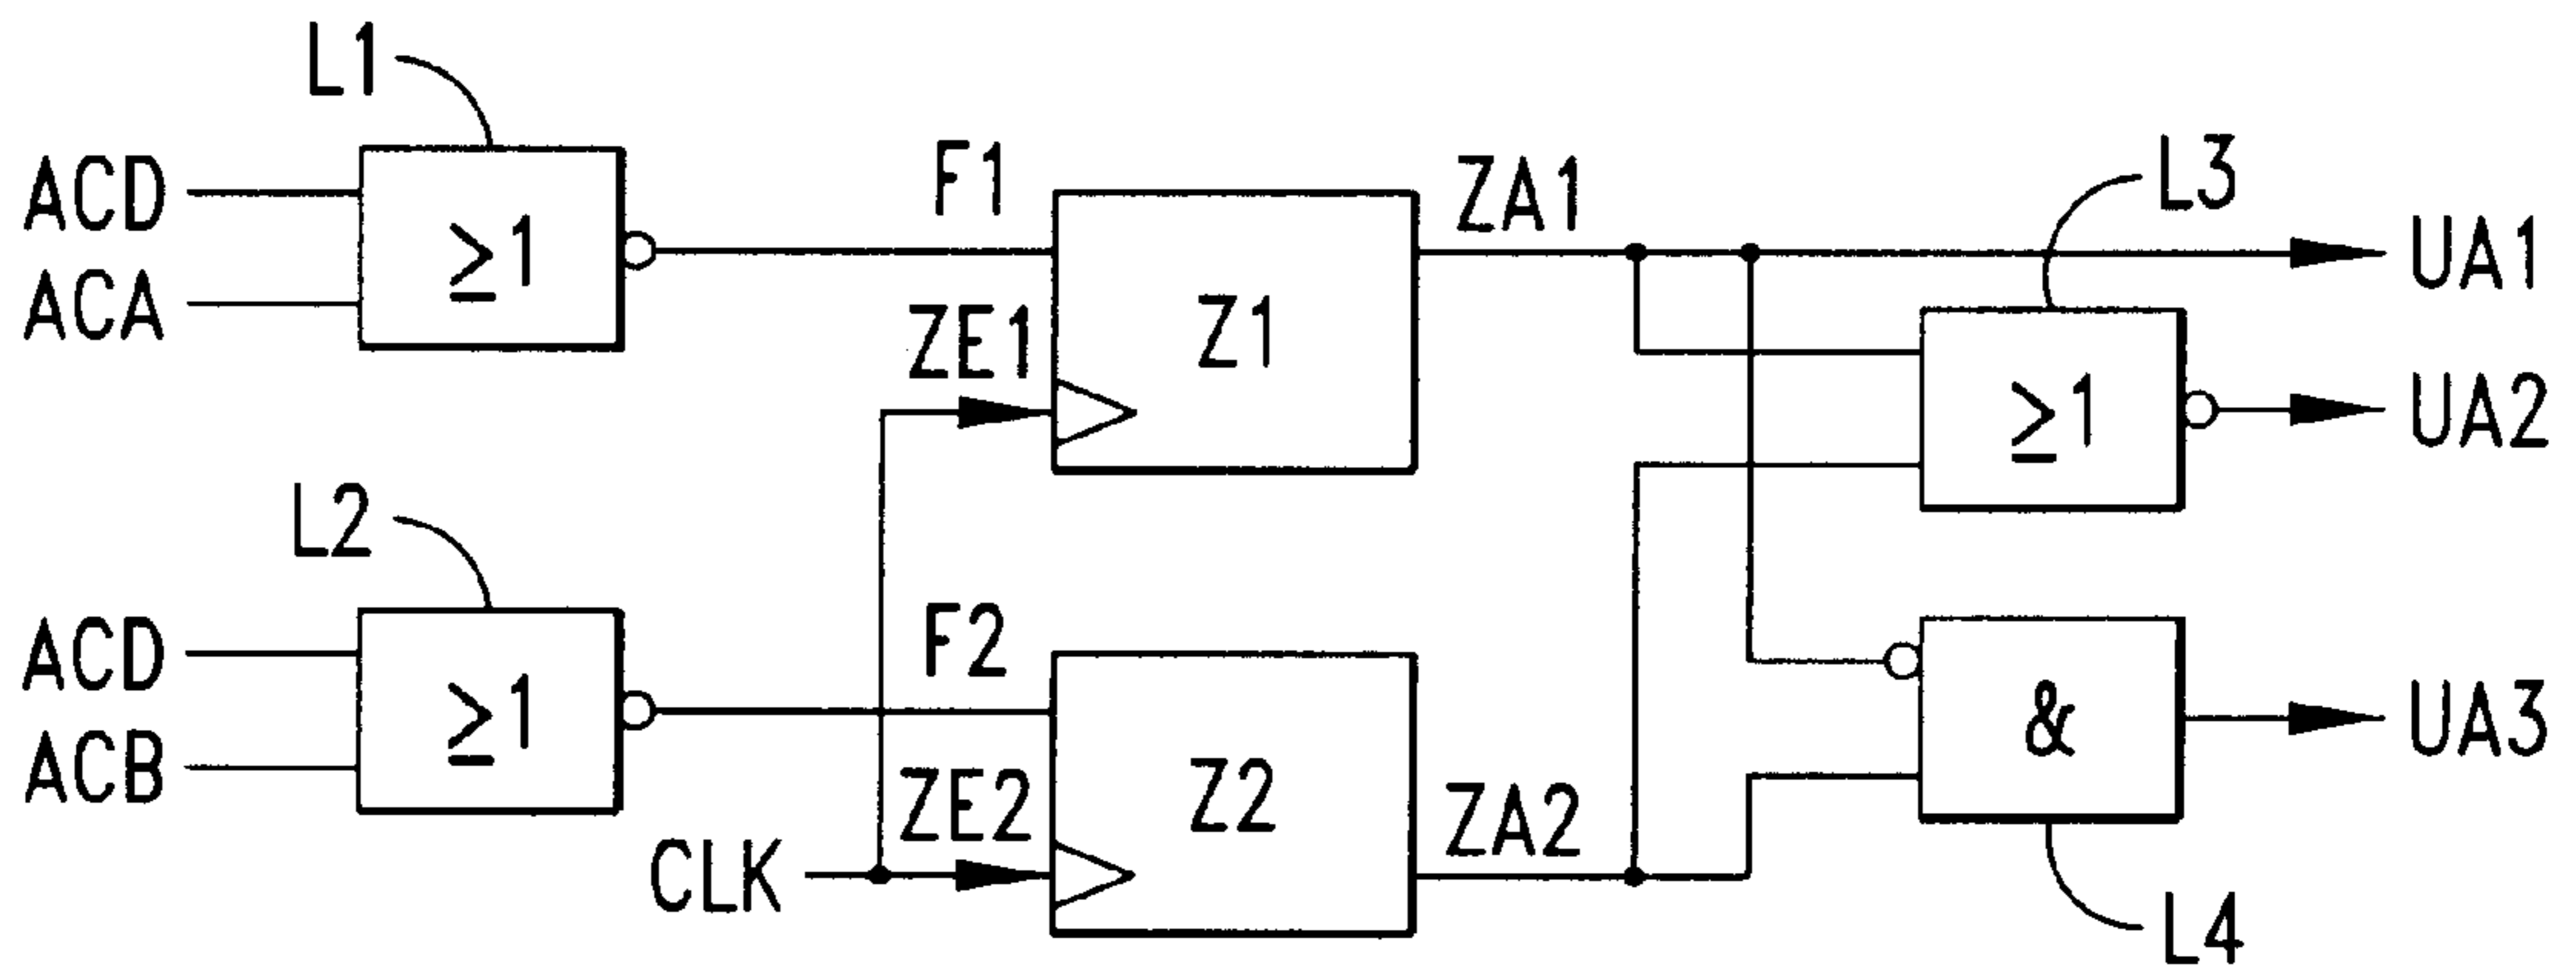 L1
ACD
ACA
≥1
F1
ZE1
Z1
ZA1
L3
UA1
≥1
UA2
L2
ACD
ACB
≥1
F2
ZE2
CLK
Z2
ZA2
&
UA3
L4